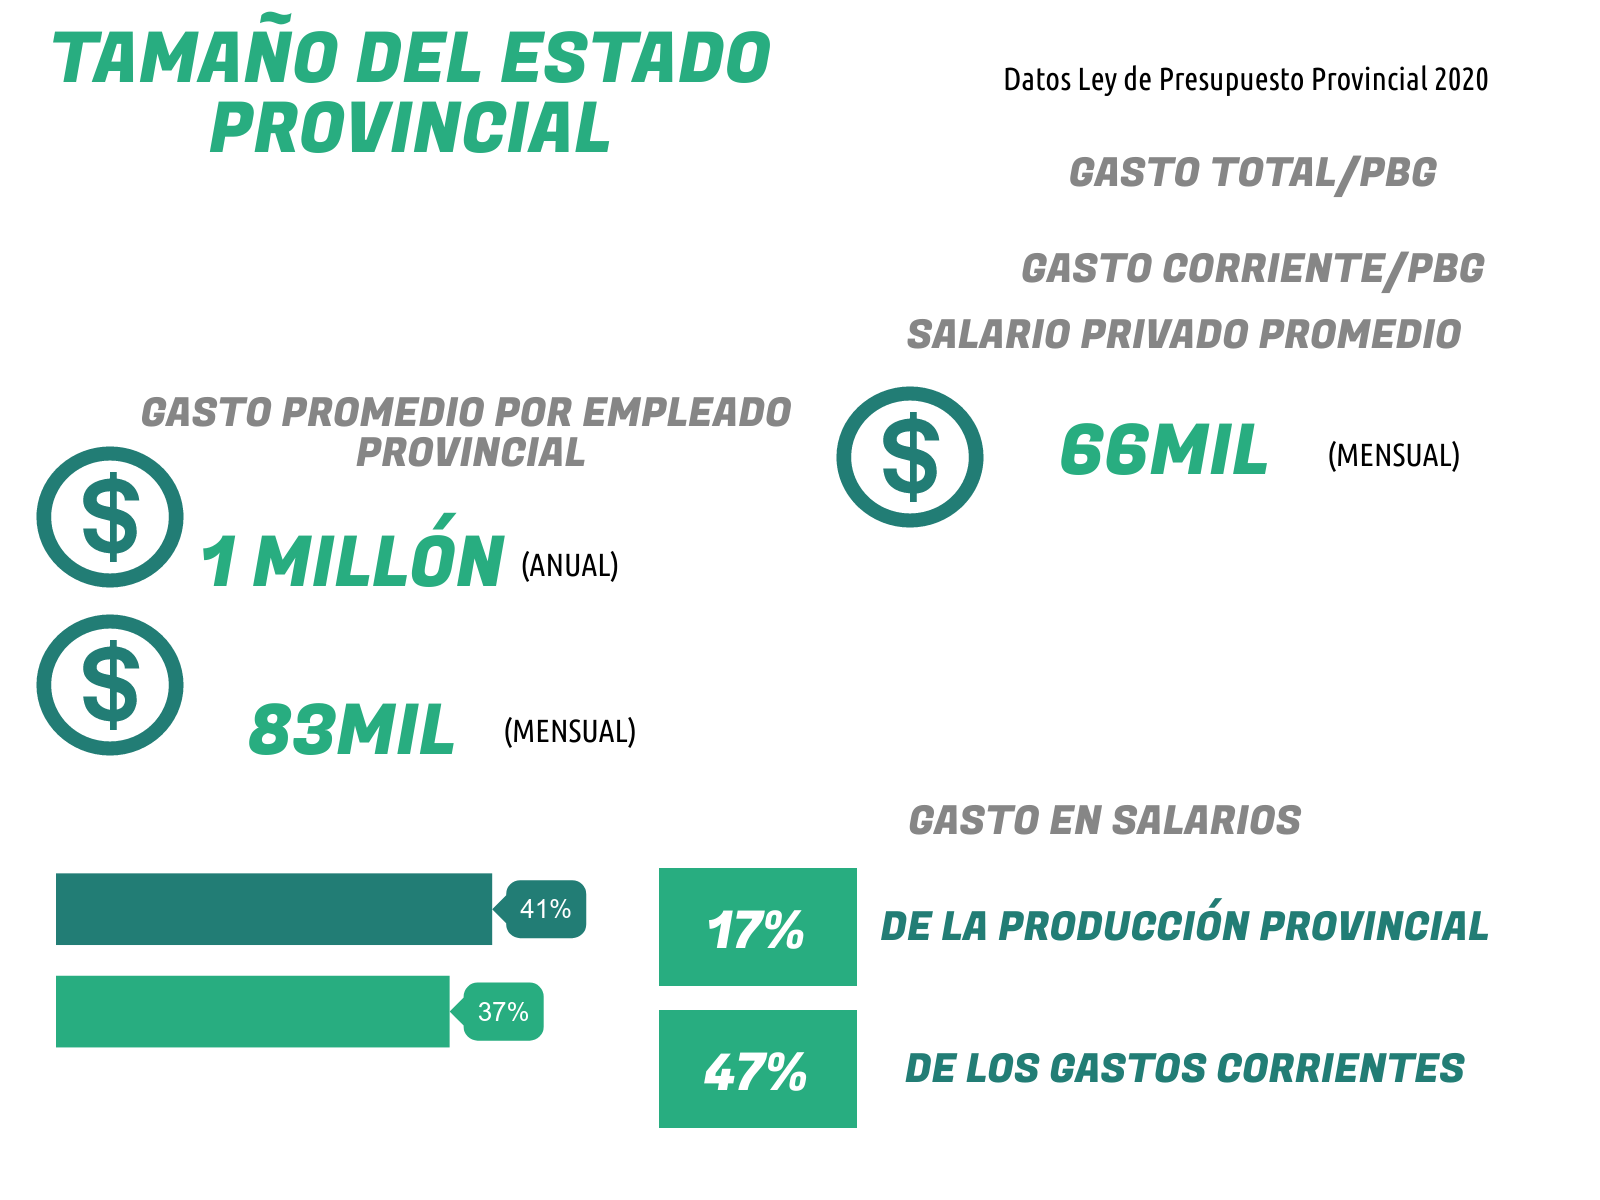 TAMAÑO DEL ESTADO
PROVINCIAL
Datos Ley de Presupuesto Provincial 2020
GASTO TOTAL/PBG
GASTO CORRIENTE/PBG
SALARIO PRIVADO PROMEDIO
$ 66MIL (MENSUAL)
GASTO PROMEDIO POR EMPLEADO
PROVINCIAL
$ 1 MILLÓN (ANUAL)
$ 83MIL (MENSUAL)
41%
37%
GASTO EN SALARIOS
17% DE LA PRODUCCIÓN PROVINCIAL
47% DE LOS GASTOS CORRIENTES